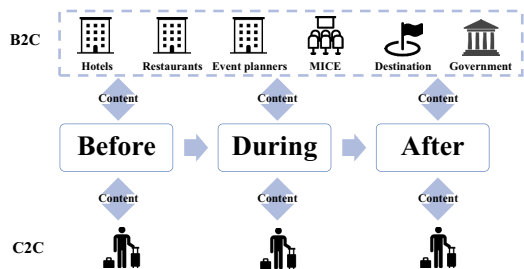 B2C
Hotels Restaurants Event planners MICE Destination Government
Content Content Content
Before During After
Content Content Content
C2C